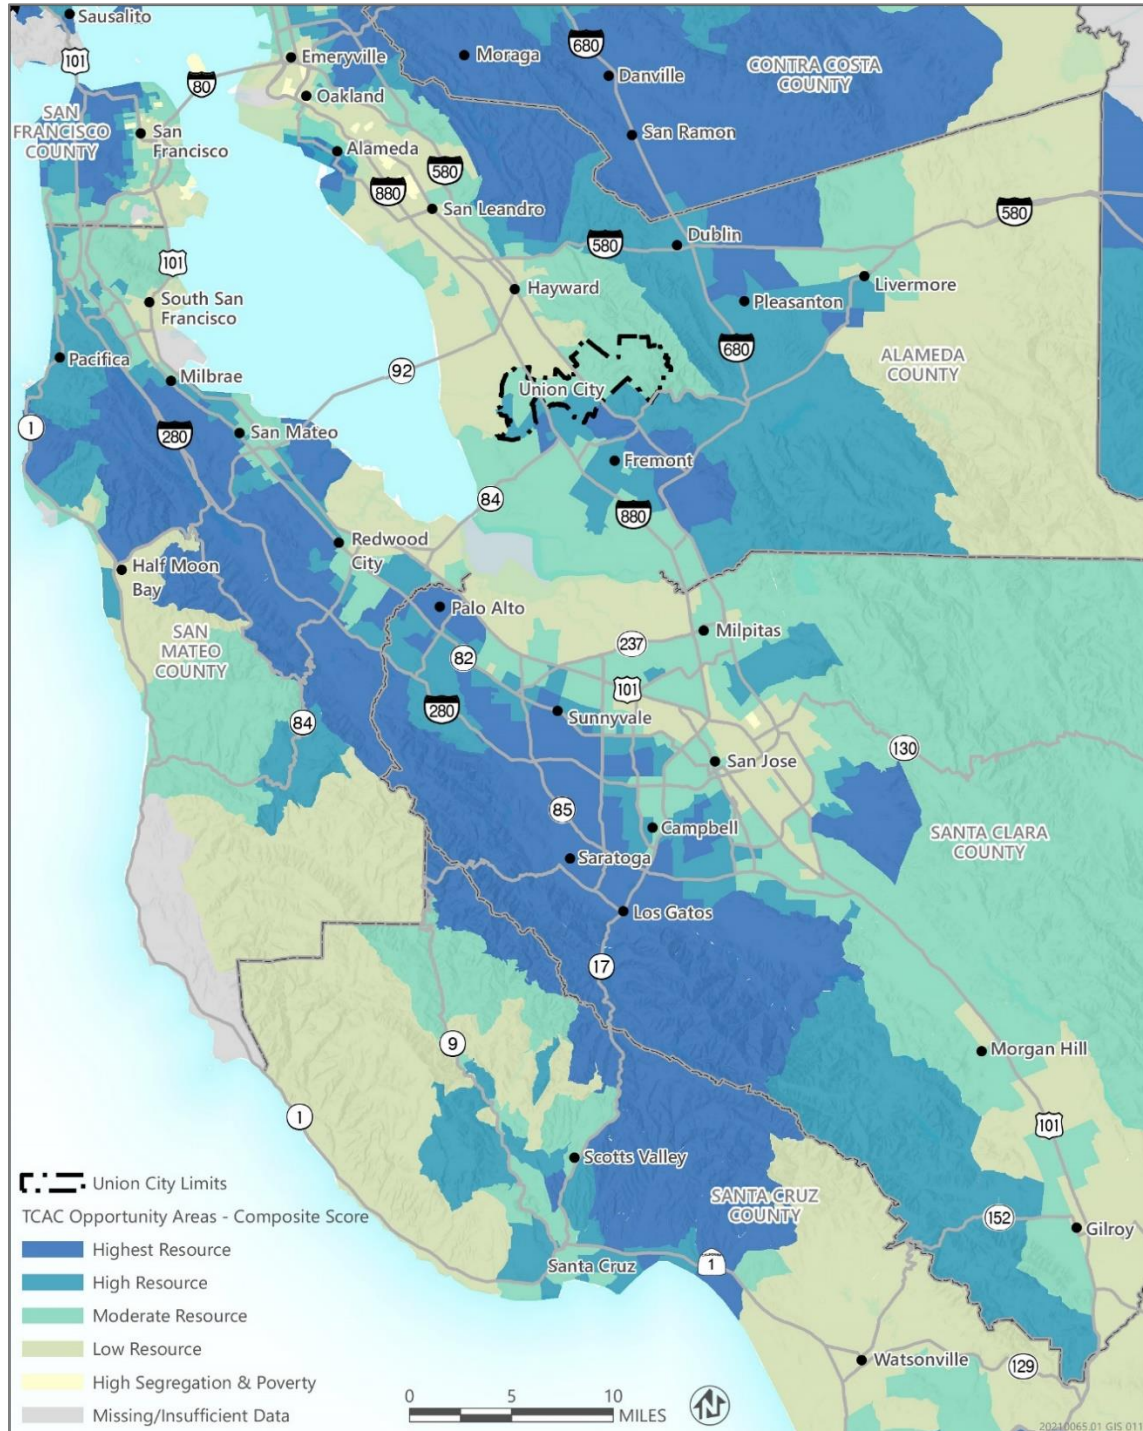 Sausalito
101
Emeryville
80
Oakland
Moraga
680
Danville
CONTRA COSTA
COUNTY
SAN
FRANCISCO
COUNTY
San
Francisco
Alameda
San Ramon
580
880
San Leandro
580
101
580
Dublin
Hayward
Livermore
South San
Francisco
Pleasanton
Pacifica
Milbrae
92
680
ALAMEDA
COUNTY
Union City
1
280
San Mateo
Fremont
84
880
Redwood
City
Half Moon
Bay
Palo Alto
SAN
MATEO
COUNTY
Milpitas
237
82
101
280
Sunnyvale
84
130
San Jose
85
Campbell
SANTA CLARA
COUNTY
Saratoga
Los Gatos
17
9
Morgan Hill
1
101
Scotts Valley
SANTA CRUZ
COUNTY
152
Gilroy
Santa Cruz
1
Watsonville
129
Union City Limits
TCAC Opportunity Areas - Composite Score
Highest Resource
High Resource
Moderate Resource
Low Resource
High Segregation & Poverty
Missing/Insufficient Data
0 5 10
MILES
N
20210065.01 GIS 011